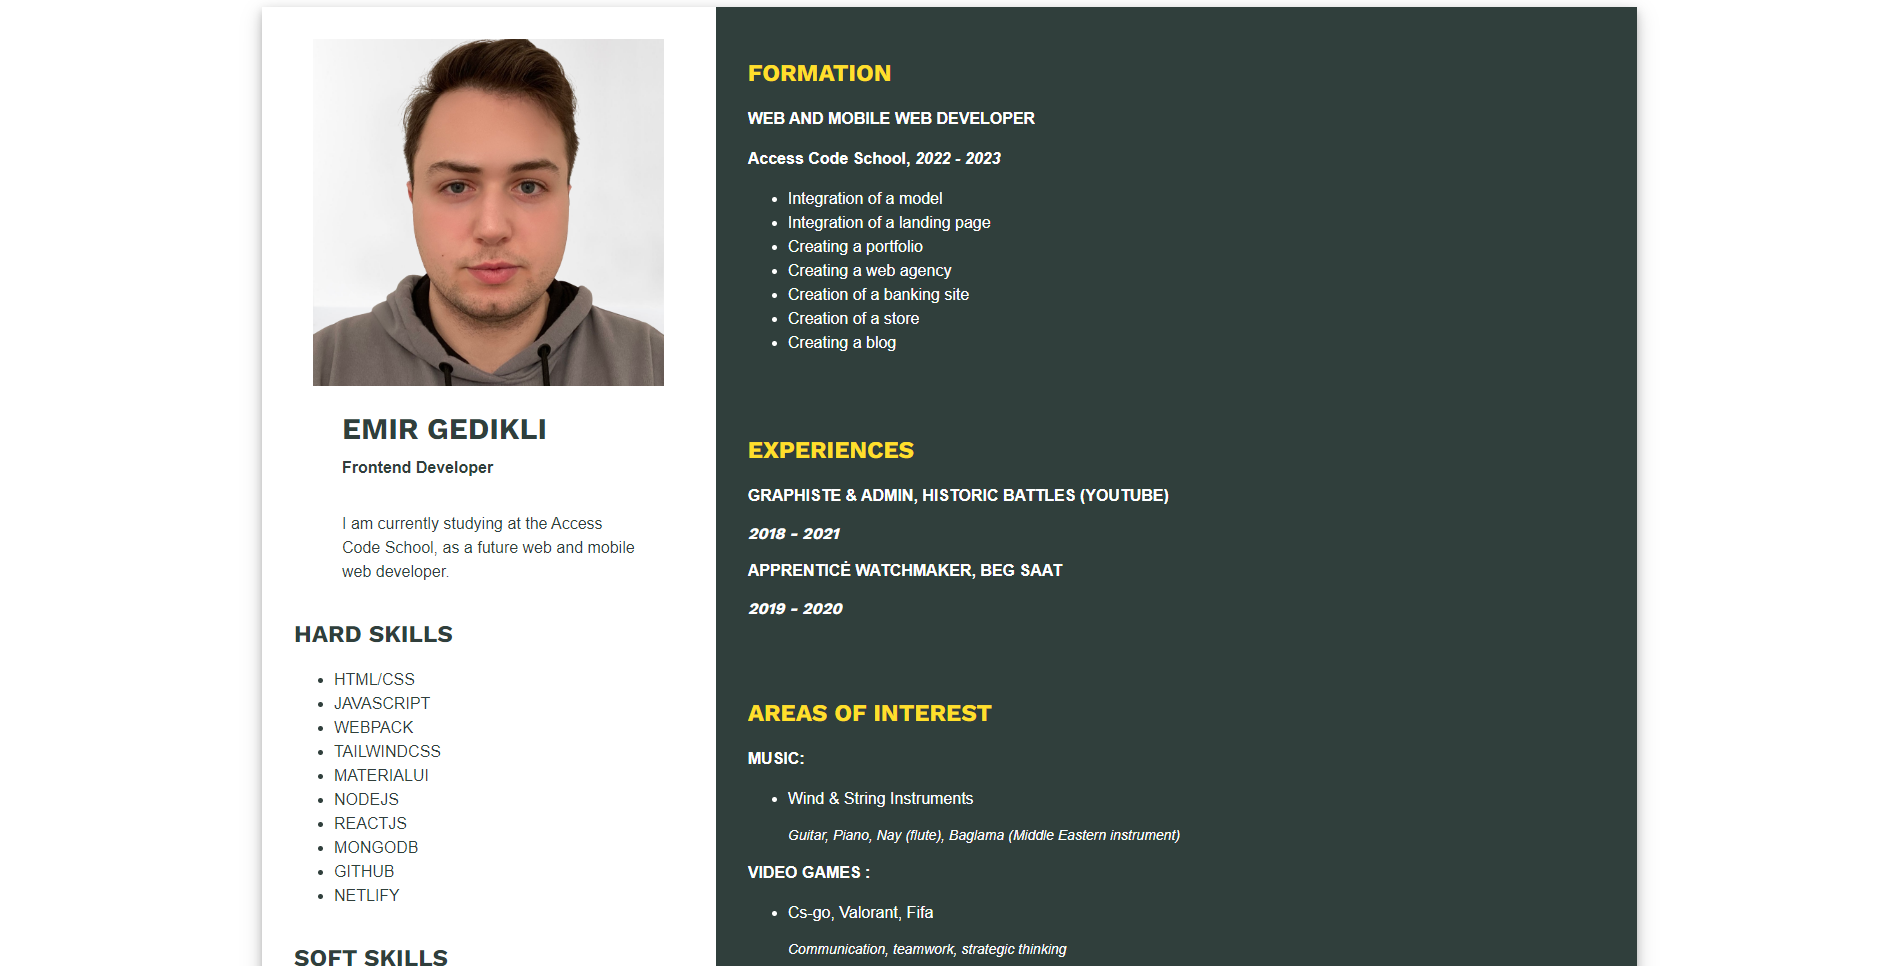 EMIR GEDIKLI
Frontend Developer
I am currently studying at the Access
Code School, as a future web and mobile
web developer.
HARD SKILLS
HTML/CSS
JAVASCRIPT
WEBPACK
TAILWINDCSS
MATERIALUI
NODEJS
REACTJS
MONGODB
GITHUB
NETLIFY
SOFT SKILLS
FORMATION
WEB AND MOBILE WEB DEVELOPER
Access Code School, 2022 - 2023
Integration of a model
Integration of a landing page
Creating a portfolio
Creating a web agency
Creation of a banking site
Creation of a store
Creating a blog
EXPERIENCES
GRAPHISTE & ADMIN, HISTORIC BATTLES (YOUTUBE)
2018 - 2021
APPRENTICĖ WATCHMAKER, BEG SAAT
2019 - 2020
AREAS OF INTEREST
MUSIC:
Wind & String Instruments
Guitar, Piano, Nay (flute), Baglama (Middle Eastern instrument)
VIDEO GAMES :
Cs-go, Valorant, Fifa
Communication, teamwork, strategic thinking